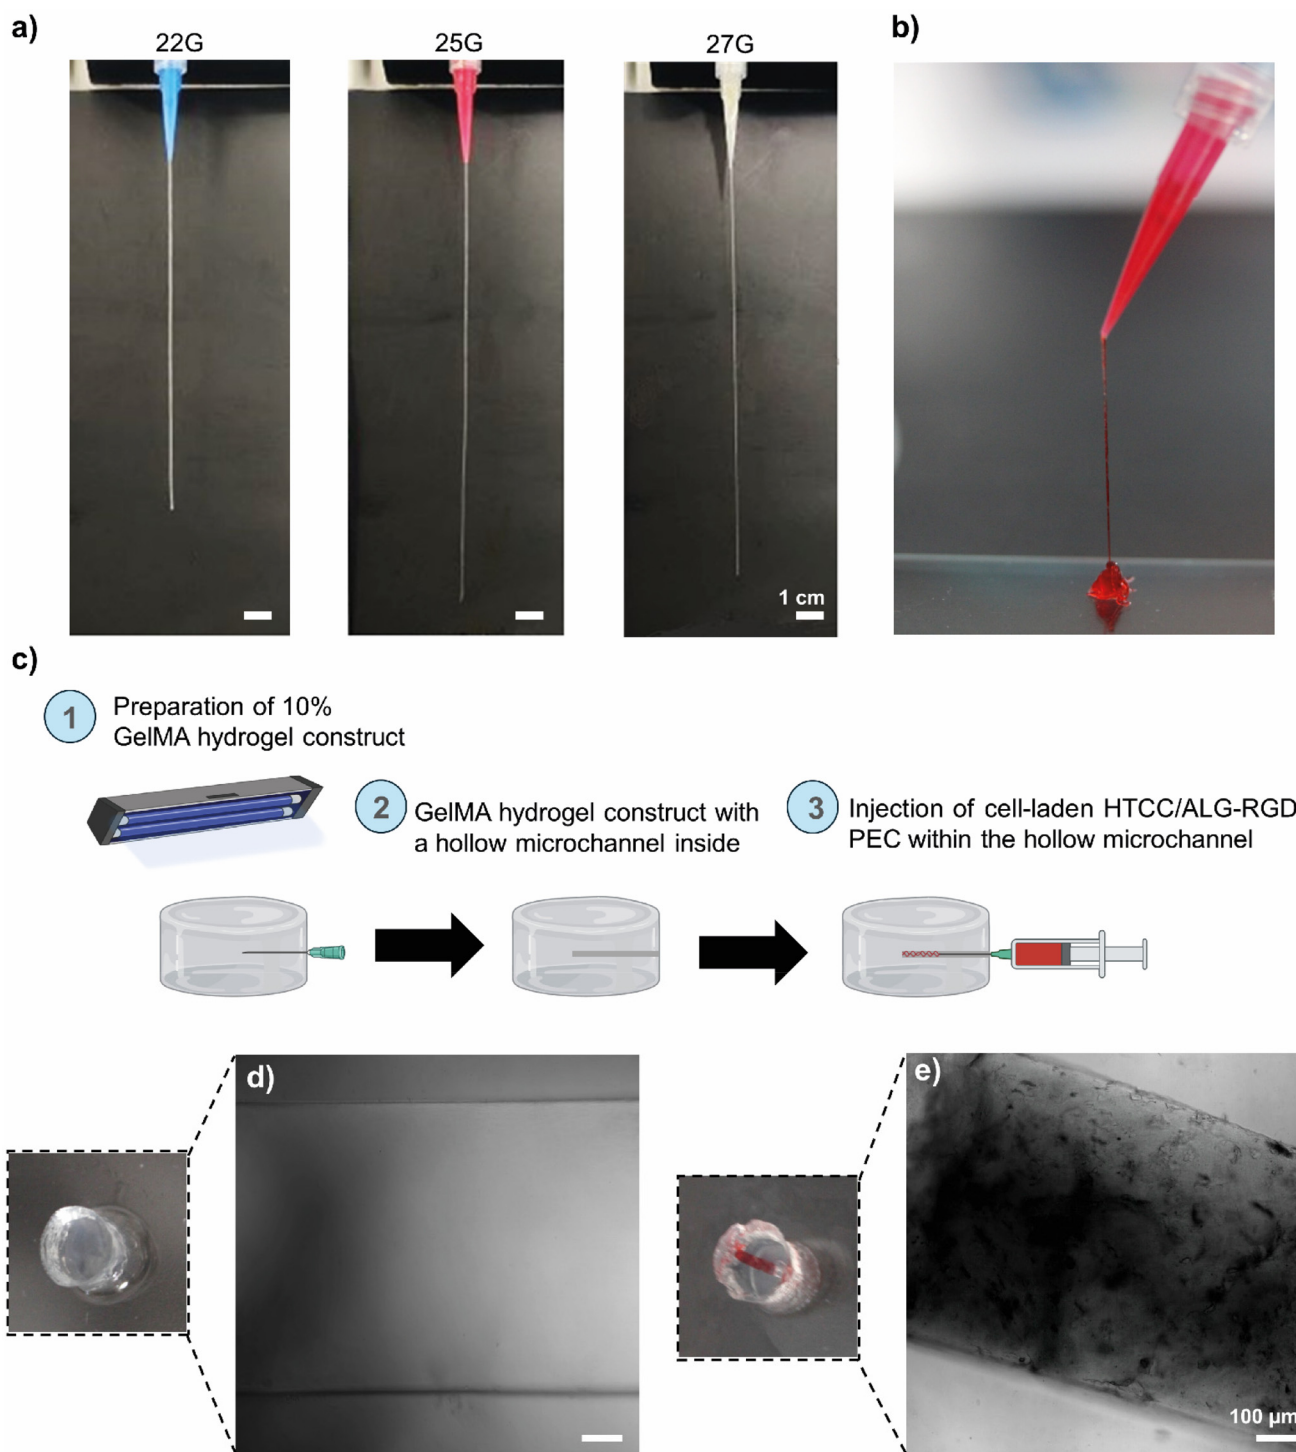 a)
22G
25G
27G
1 cm
b)
c)
1
Preparation of 10%
GelMA hydrogel construct
2
GelMA hydrogel construct with
a hollow microchannel inside
3
Injection of cell-laden HTCC/ALG-RGD
PEC within the hollow microchannel
d)
e)
100 µm